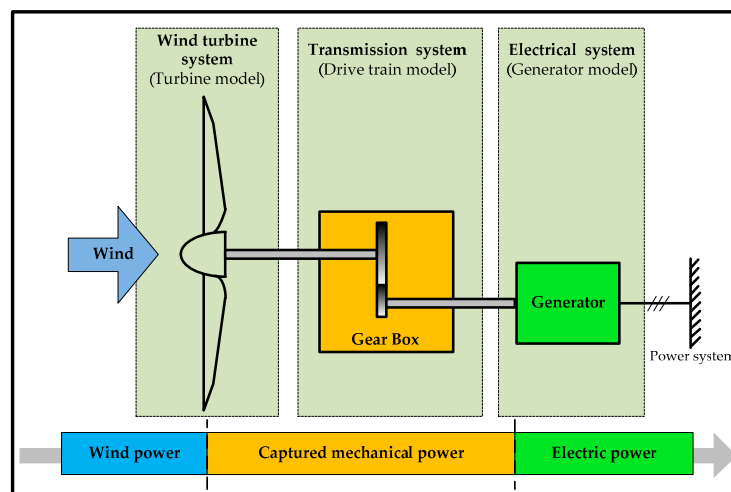 Wind turbine
system
(Turbine model)
Transmission system
(Drive train model)
Electrical system
(Generator model)
Wind
Gear Box
Generator
Power system
Wind power
Captured mechanical power
Electric power